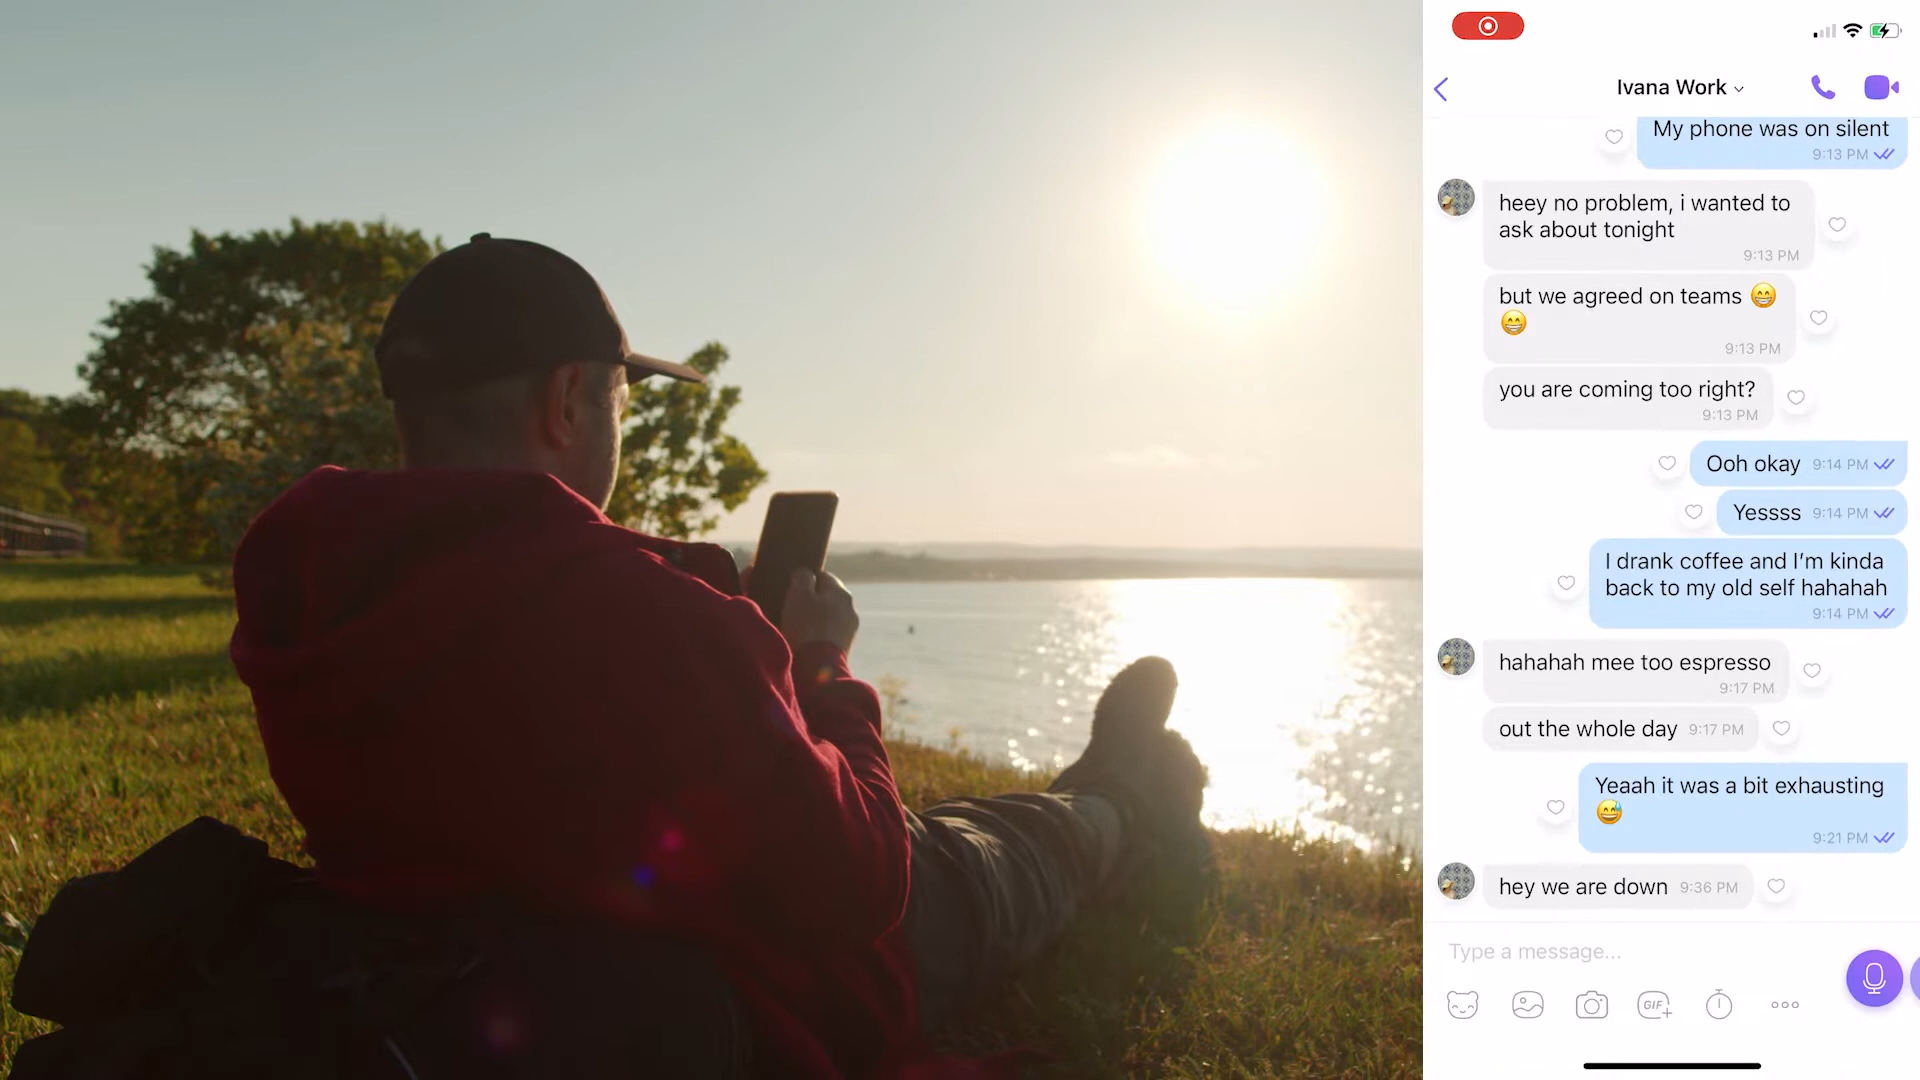 Ivana Work
My phone was on silent
9:13 PM
heey no problem, i wanted to
ask about tonight
9:13 PM
but we agreed on teams 😁
😁
9:13 PM
you are coming too right?
9:13 PM
Ooh okay 9:14 PM
Yessss 9:14 PM
I drank coffee and I’m kinda
back to my old self hahahah
9:14 PM
hahahah mee too espresso
9:17 PM
out the whole day 9:17 PM
Yeaah it was a bit exhausting
😅
9:21 PM
hey we are down 9:36 PM
Type a message...
GIF